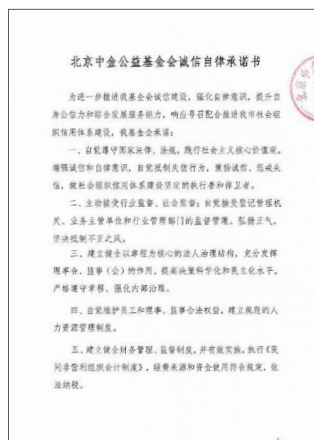 北京中金公益基金会诚信自律承诺书
为进一步推进我基金会诚信建设，强化自律意识，提升自
身公信力和综合发展服务能力，响应号召配合推进我市社会组
织信用体系建设，我基金会承诺：
一、自觉遵守国家法律、法规，践行社会主义核心价值观，
增强诚信和自律意识，自觉抵制失信行为，褒扬诚信、惩戒失
信，做社会组织信用体系建设坚定的执行者和捍卫者。
二、主动接受行业监督、社会监督；自觉接受登记管理机
关、业务主管单位和行业管理部门的监督管理。弘扬正气，
坚决抵制不正之风。
三、建立健全以章程为核心的法人治理结构，充分发挥
理事会、监事（会）的作用，提高决策科学化和民主化水平，
严格遵守章程，强化内部治理。
四、自觉维护员工和理事、监事合法权益，建立规范的人
力资源管理制度。
五、建立健全财务管理、监督制度，并有效实施，执行《民
间非营利组织会计制度》，经费来源和资金使用符合规定，依
法纳税。